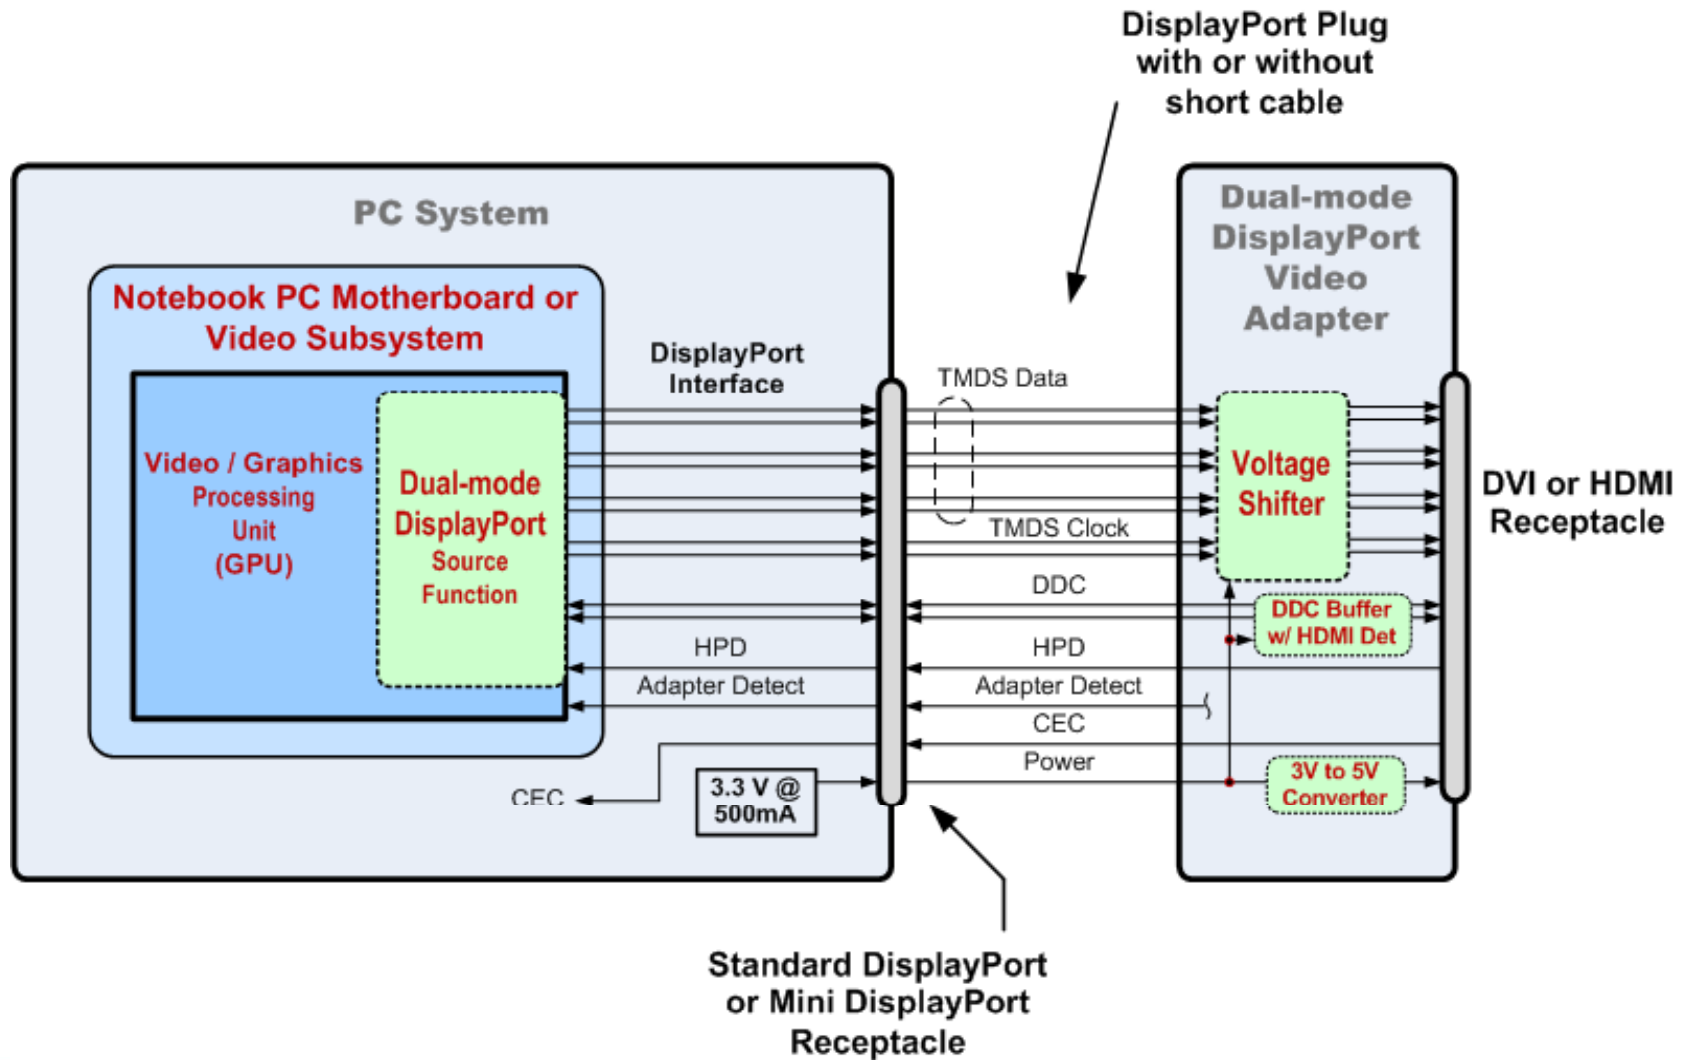 DisplayPort Plug
with or without
short cable
PC System
Dual-mode
DisplayPort
Video
Adapter
Notebook PC Motherboard or
Video Subsystem
DisplayPort
Interface
TMDS Data
Video / Graphics
Processing
Unit
(GPU)
Dual-mode
DisplayPort
Source
Function
Voltage
Shifter
DVI or HDMI
Receptacle
TMDS Clock
DDC
DDC Buffer
w/ HDMI Det
HPD
HPD
Adapter Detect
Adapter Detect
CEC
Power
CEC
3.3 V @
500mA
3V to 5V
Converter
Standard DisplayPort
or Mini DisplayPort
Receptacle